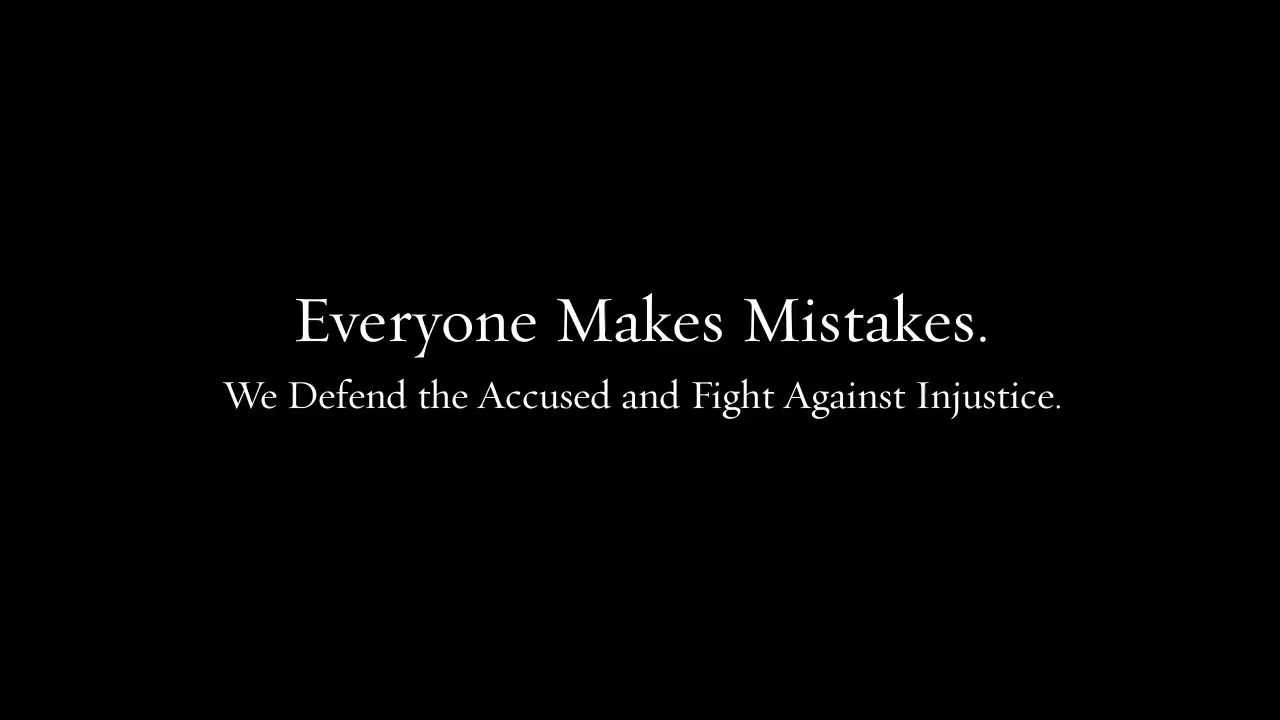 Everyone Makes Mistakes.
We Defend the Accused and Fight Against Injustice.